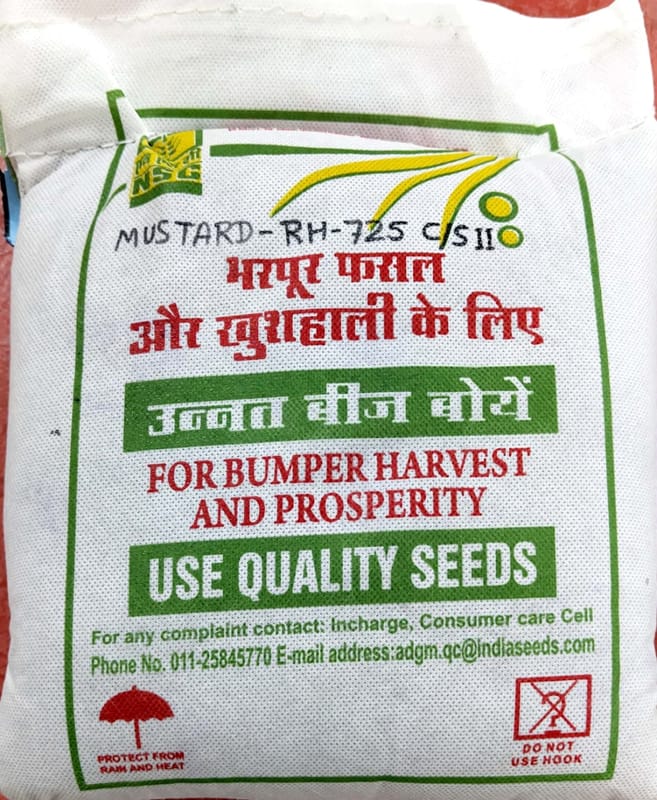 NSC
MUSTARD-RH-725 C/S II
भरपूर फसल
और खुशहाली के लिए
उन्नत बीज बोयें
FOR BUMPER HARVEST
AND PROSPERITY
USE QUALITY SEEDS
For any complaint contact: Incharge, Consumer care Cell
Phone No. 011-25845770 E-mail address:adgm.qc@indiaseeds.com
PROTECT FROM
RAIN AND HEAT
DO NOT
USE HOOK